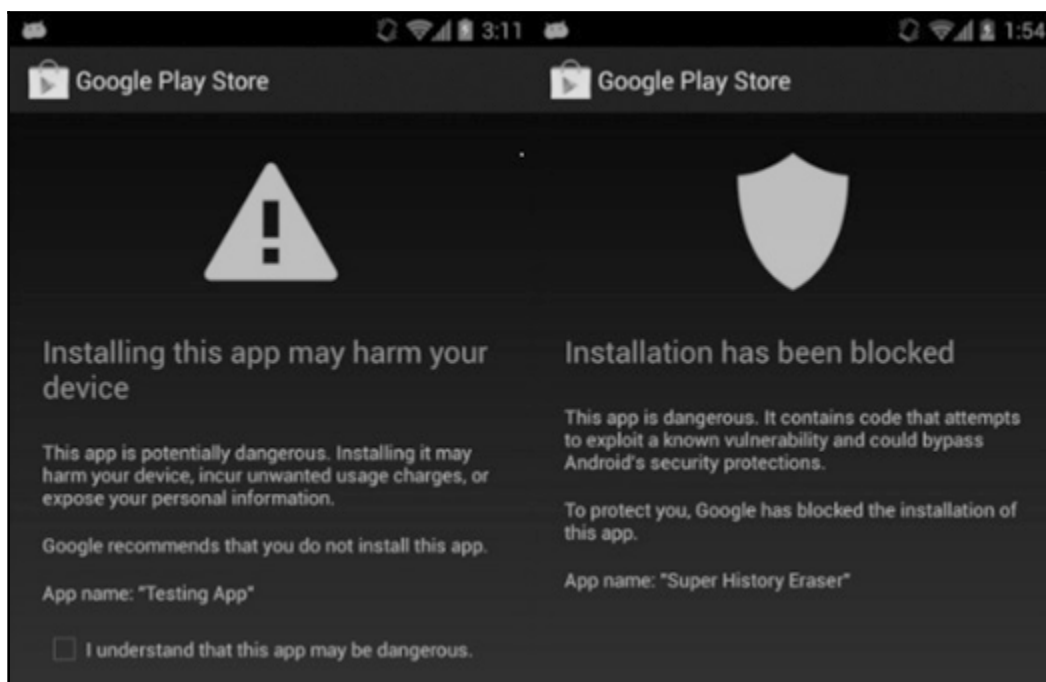 3:11
Google Play Store
Installing this app may harm your
device
This app is potentially dangerous. Installing it may
harm your device, incur unwanted usage charges, or
expose your personal information.
Google recommends that you do not install this app.
App name: "Testing App"
I understand that this app may be dangerous.
1:54
Google Play Store
Installation has been blocked
This app is dangerous. It contains code that attempts
to exploit a known vulnerability and could bypass
Android's security protections.
To protect you, Google has blocked the installation of
this app.
App name: "Super History Eraser"